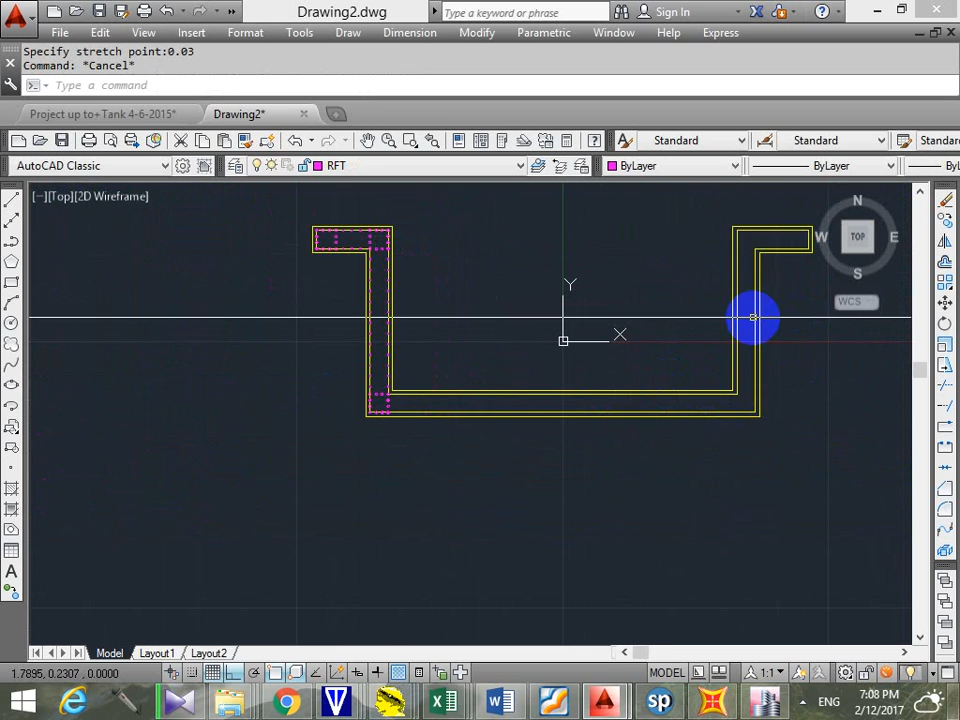 Drawing2.dwg
Type a keyword or phrase
Sign In
File Edit View Insert Format Tools Draw Dimension Modify Parametric Window Help Express
Specify stretch point:0.03
Command: *Cancel*
Type a command
Project up to+ Tank 4-6-2015*
Drawing2*
Standard
Standard
Standard
AutoCAD Classic
RFT
ByLayer
ByLayer
ByL
[−][Top][2D Wireframe]
N
W
TOP
E
S
WCS
Y
X
Model Layout1 Layout2
1.7895, 0.2307, 0.0000
MODEL
1:1
ENG
7:08 PM
2/12/2017